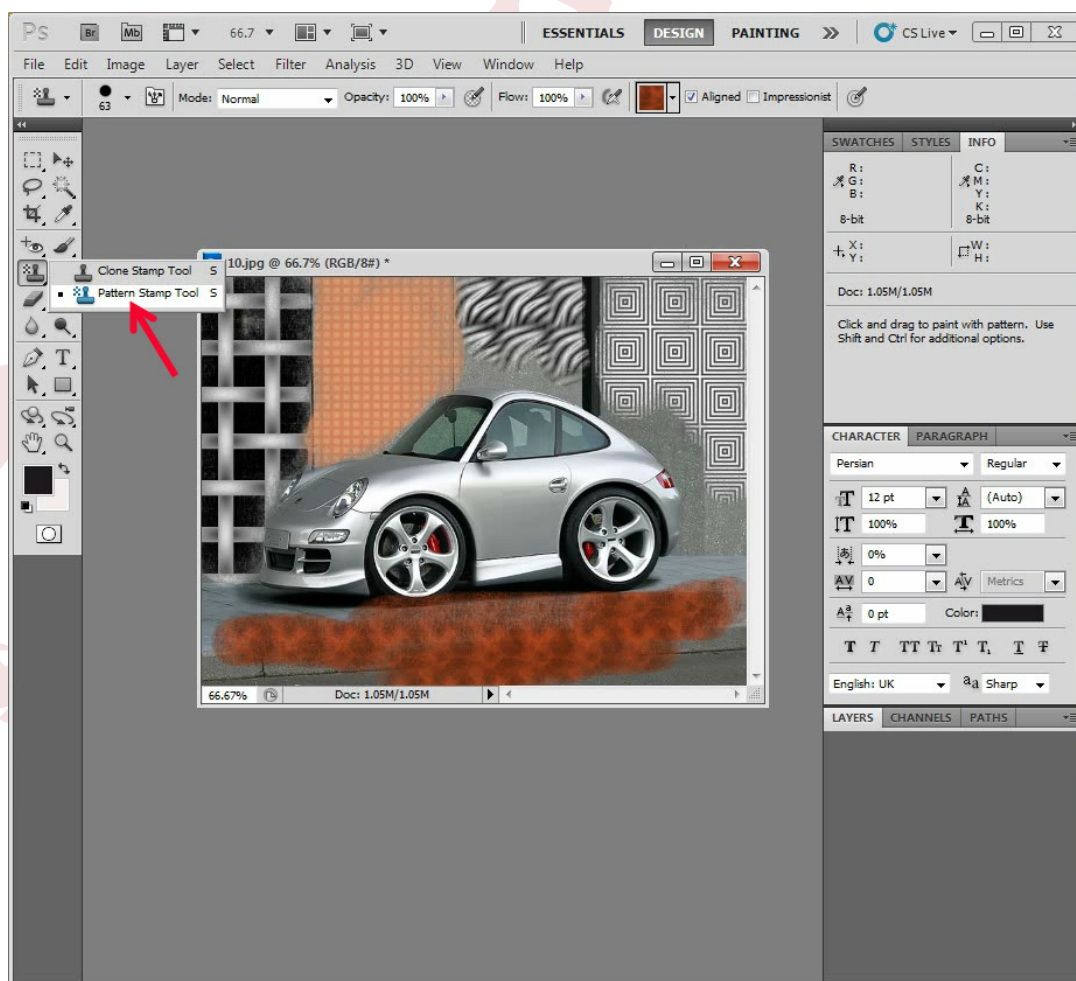 Ps Br Mb 66.7 ESSENTIALS DESIGN PAINTING CS Live
File Edit Image Layer Select Filter Analysis 3D View Window Help
63 Mode: Normal Opacity: 100% Flow: 100% Aligned Impressionist
SWATCHES STYLES INFO
R: C:
G: M:
B: Y:
K:
8-bit 8-bit
X: W:
Y: H:
Doc: 1.05M/1.05M
Click and drag to paint with pattern. Use
Shift and Ctrl for additional options.
10.jpg @ 66.7% (RGB/8#) *
Clone Stamp Tool S
Pattern Stamp Tool S
66.67% Doc: 1.05M/1.05M
CHARACTER PARAGRAPH
Persian Regular
12 pt (Auto)
100% 100%
0%
0 Metrics
0 pt Color:
T T TT Tr T¹ T₁ T T
English: UK aa Sharp
LAYERS CHANNELS PATHS